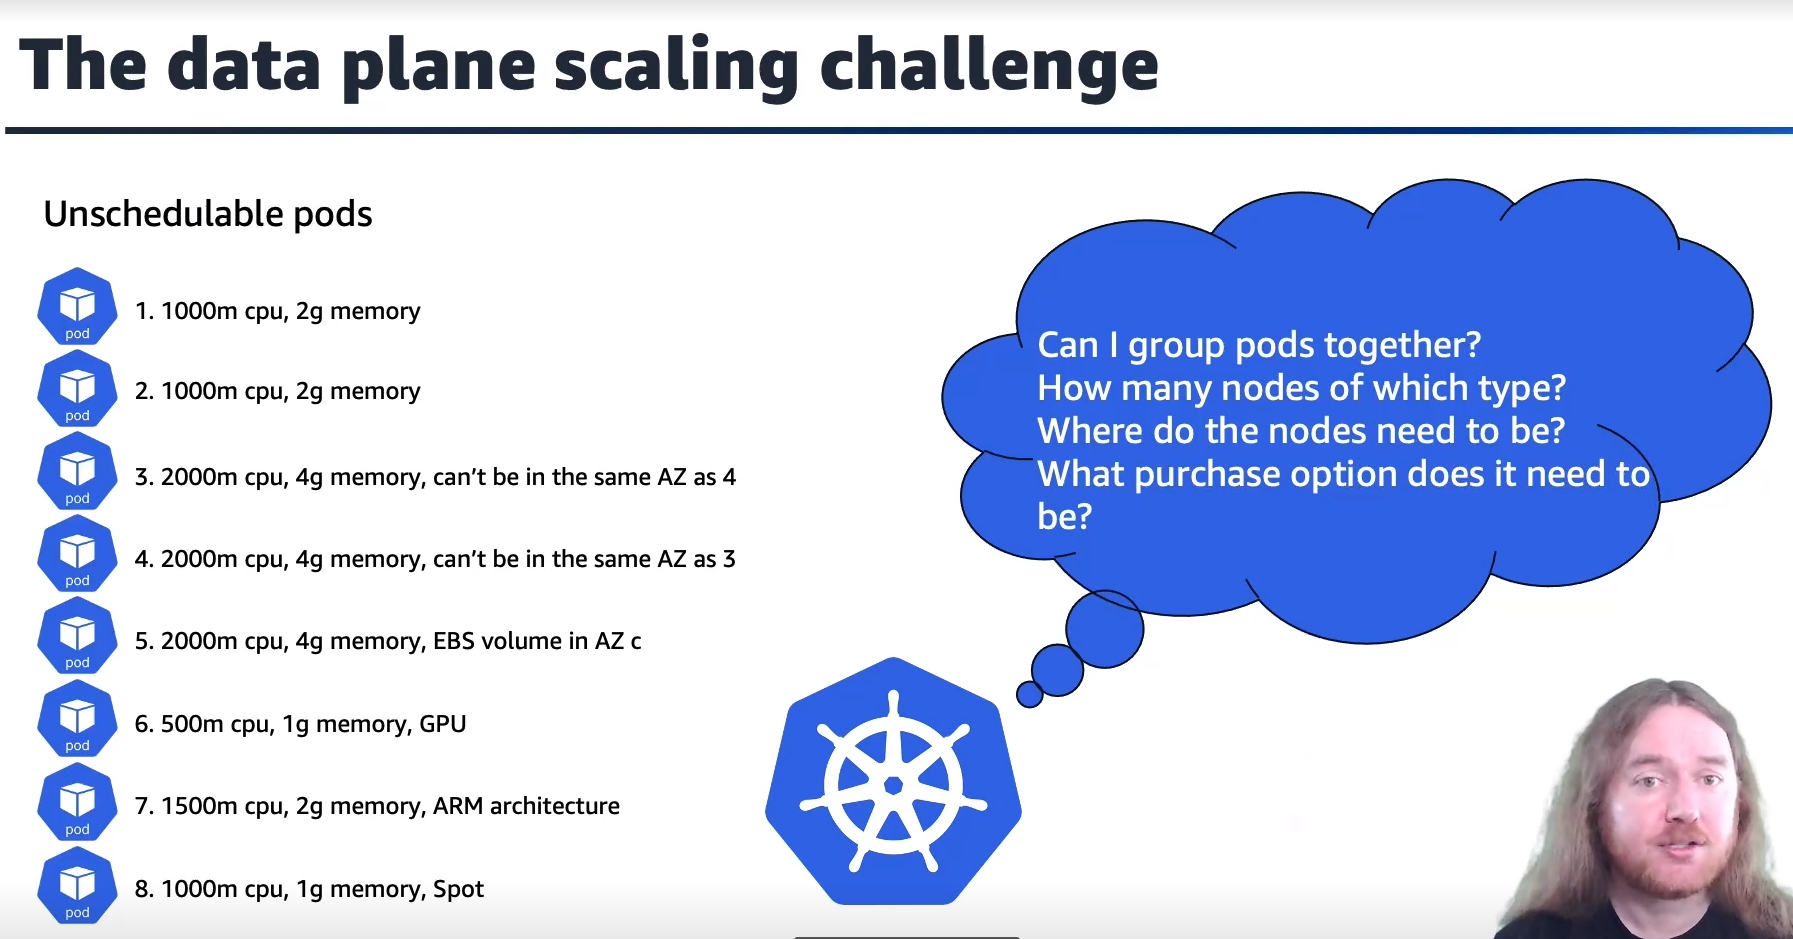 The data plane scaling challenge
Unschedulable pods
pod
1. 1000m cpu, 2g memory
pod
2. 1000m cpu, 2g memory
pod
3. 2000m cpu, 4g memory, can’t be in the same AZ as 4
pod
4. 2000m cpu, 4g memory, can’t be in the same AZ as 3
pod
5. 2000m cpu, 4g memory, EBS volume in AZ c
pod
6. 500m cpu, 1g memory, GPU
pod
7. 1500m cpu, 2g memory, ARM architecture
pod
8. 1000m cpu, 1g memory, Spot
pod
Can I group pods together?
How many nodes of which type?
Where do the nodes need to be?
What purchase option does it need to
be?